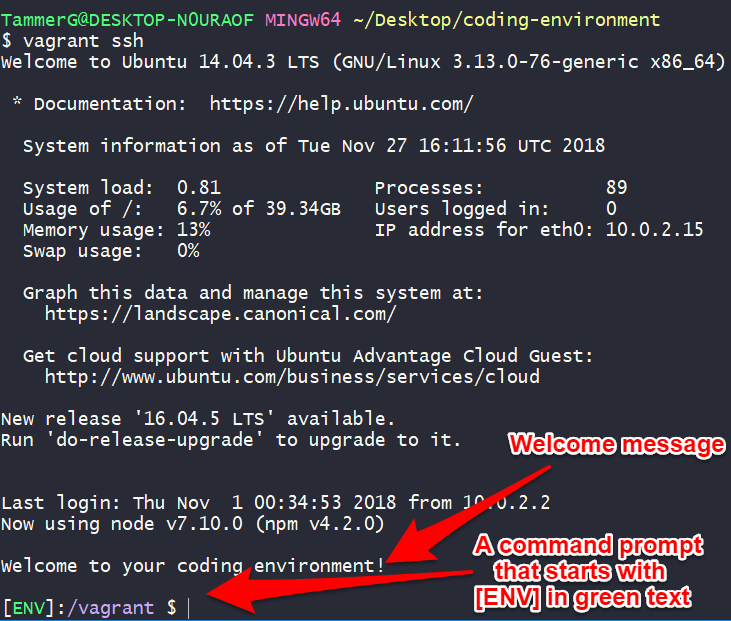 TammerG@DESKTOP-N0URAOF MINGW64 ~/Desktop/coding-environment
$ vagrant ssh
Welcome to Ubuntu 14.04.3 LTS (GNU/Linux 3.13.0-76-generic x86_64)
* Documentation:  https://help.ubuntu.com/
System information as of Tue Nov 27 16:11:56 UTC 2018
System load:  0.81              Processes:           89
Usage of /:   6.7% of 39.34GB   Users logged in:     0
Memory usage: 13%               IP address for eth0: 10.0.2.15
Swap usage:   0%
Graph this data and manage this system at:
https://landscape.canonical.com/
Get cloud support with Ubuntu Advantage Cloud Guest:
http://www.ubuntu.com/business/services/cloud
New release '16.04.5 LTS' available.
Run 'do-release-upgrade' to upgrade to it.
Welcome message
Last login: Thu Nov  1 00:34:53 2018 from 10.0.2.2
Now using node v7.10.0 (npm v4.2.0)
Welcome to your coding environment!
A command prompt
that starts with
[ENV] in green text
[ENV]:/vagrant $